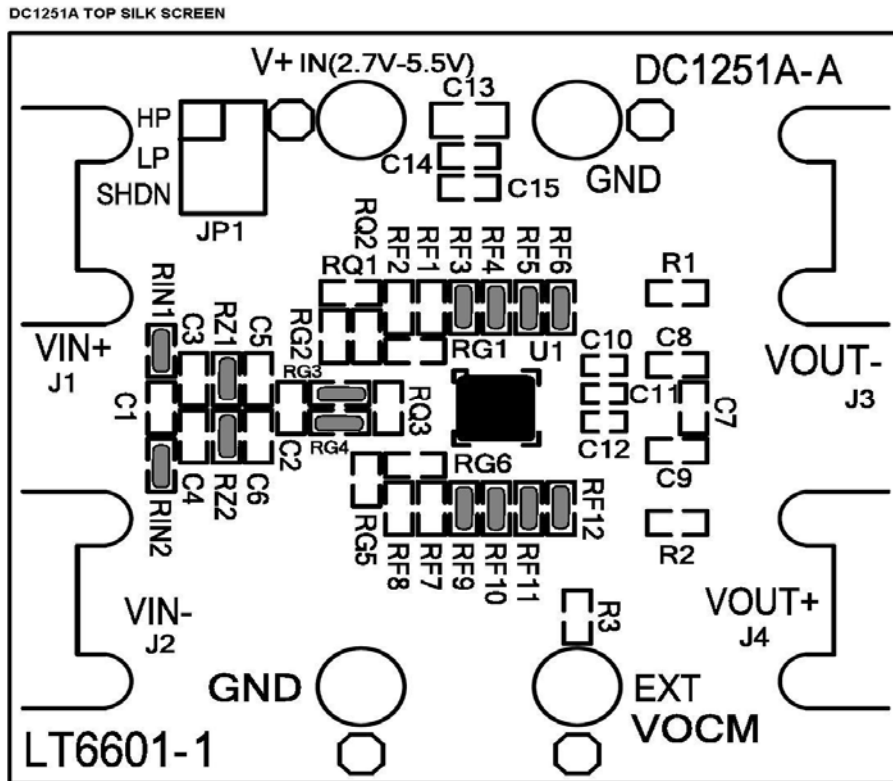 DC1251A TOP SILK SCREEN
V+ IN(2.7V-5.5V)
DC1251A-A
C13
HP
LP
SHDN
JP1
C14
C15
GND
RQ2
RF2
RF1
RF3
RF4
RF5
RF6
RQ1
R1
RIN1
C3
RZ1
C5
RG2
RG1
U1
C10
C8
VIN+
J1
VOUT-
J3
RG3
C11
C1
C7
RQ3
RG4
C2
C12
C9
C4
RZ2
C6
RG6
RIN2
RG5
RF8
RF7
RF9
RF10
RF11
RF12
R2
VIN-
J2
R3
VOUT+
J4
GND
EXT
VOCM
LT6601-1